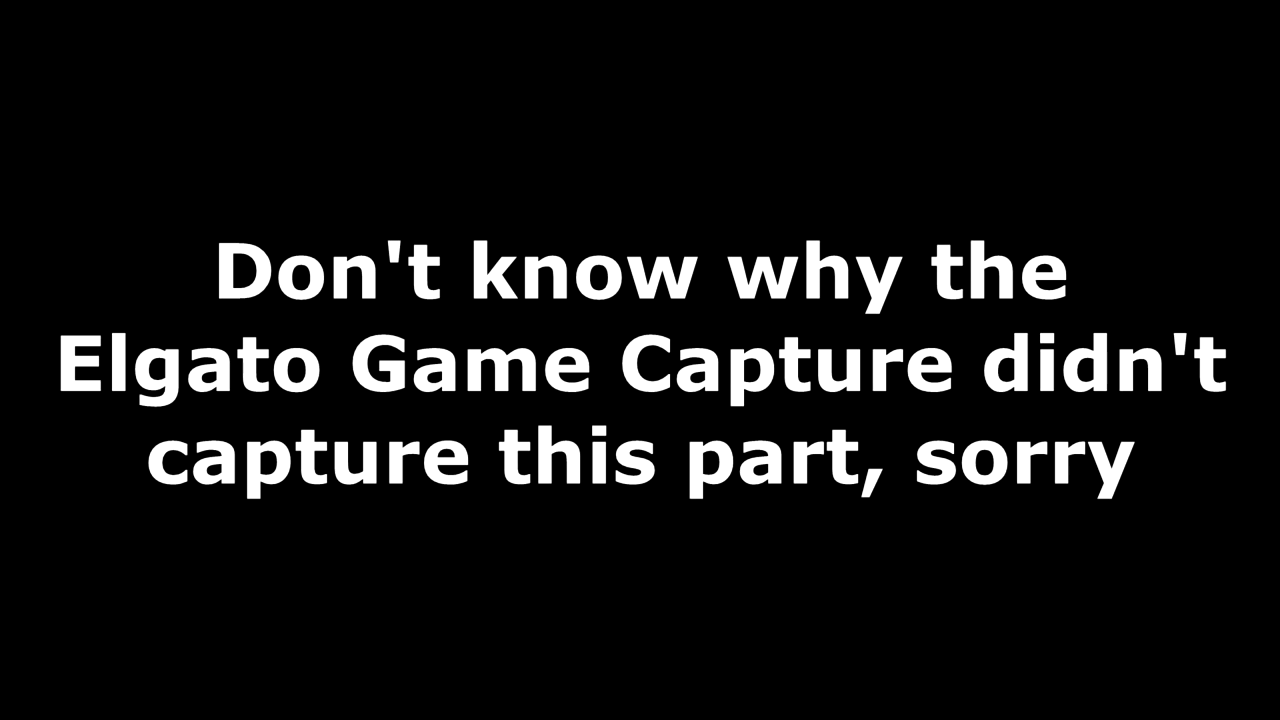 Don't know why the
Elgato Game Capture didn't
capture this part, sorry